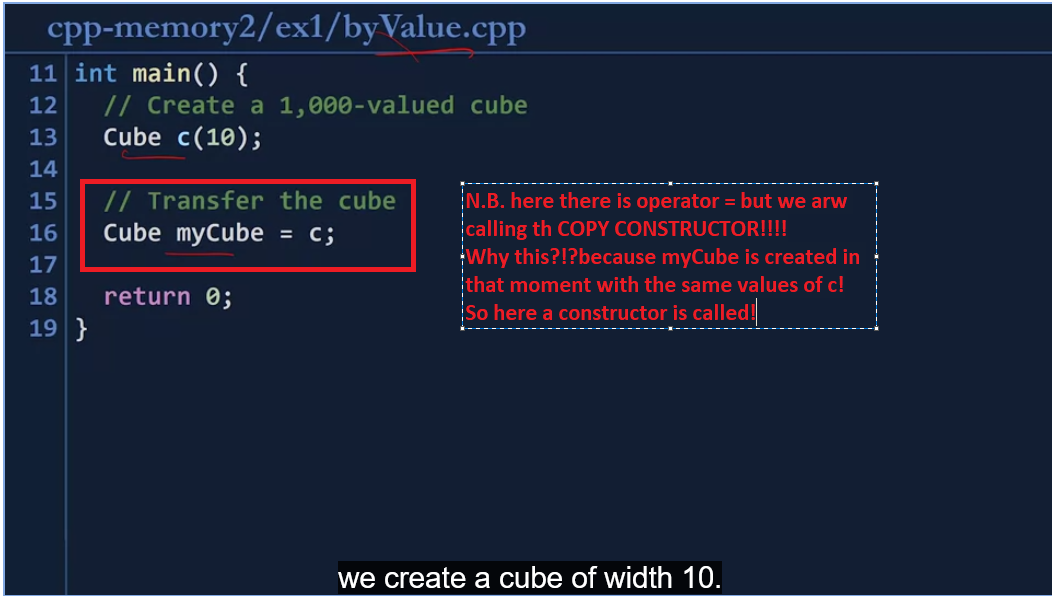 cpp-memory2/ex1/byValue.cpp
11 int main() {
12 // Create a 1,000-valued cube
13 Cube c(10);
14
15 // Transfer the cube
16 Cube myCube = c;
17
18 return 0;
19 }
N.B. here there is operator = but we arw
calling th COPY CONSTRUCTOR!!!!
Why this?!?because myCube is created in
that moment with the same values of c!
So here a constructor is called!
we create a cube of width 10.